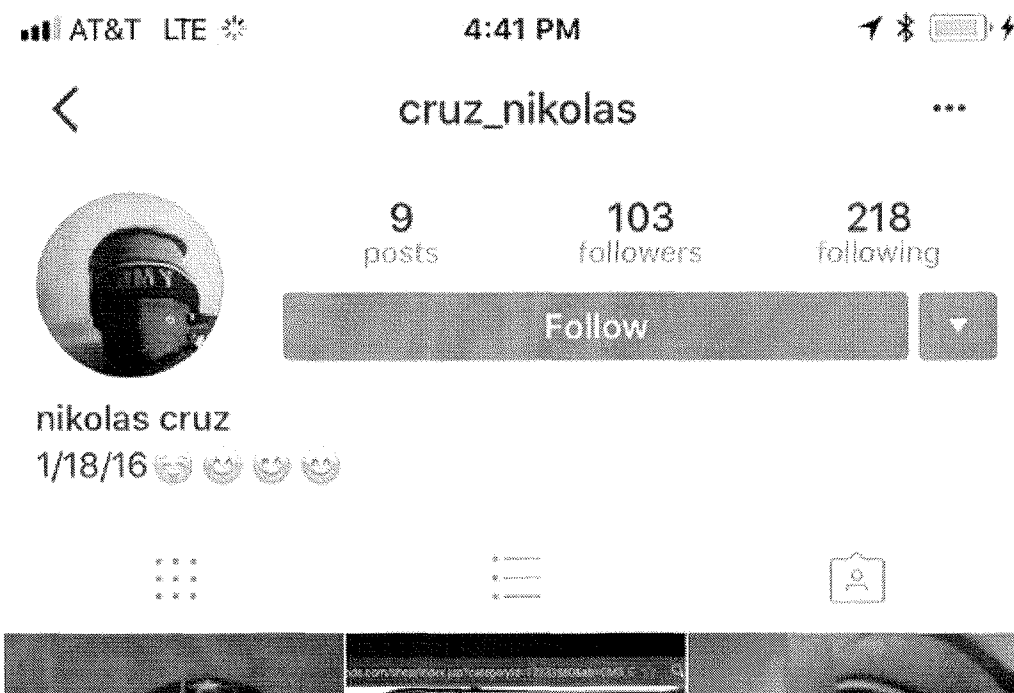 AT&T LTE 4:41 PM
cruz_nikolas
9 103 218
posts followers following
Follow
nikolas cruz
1/18/16